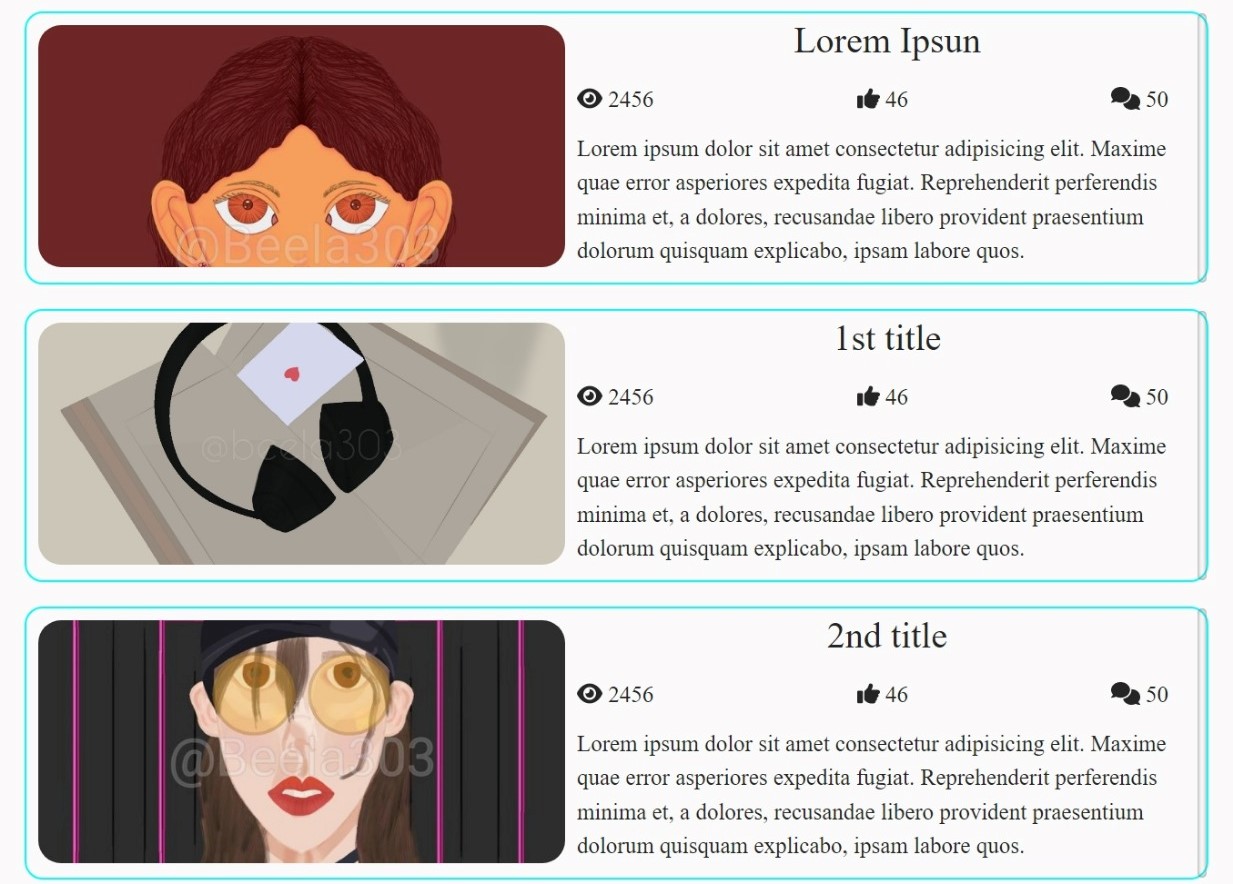 Lorem Ipsun
2456
46
50
Lorem ipsum dolor sit amet consectetur adipisicing elit. Maxime
quae error asperiores expedita fugiat. Reprehenderit perferendis
minima et, a dolores, recusandae libero provident praesentium
dolorum quisquam explicabo, ipsam labore quos.
@Beela303
1st title
2456
46
50
Lorem ipsum dolor sit amet consectetur adipisicing elit. Maxime
quae error asperiores expedita fugiat. Reprehenderit perferendis
minima et, a dolores, recusandae libero provident praesentium
dolorum quisquam explicabo, ipsam labore quos.
@beela303
2nd title
2456
46
50
Lorem ipsum dolor sit amet consectetur adipisicing elit. Maxime
quae error asperiores expedita fugiat. Reprehenderit perferendis
minima et, a dolores, recusandae libero provident praesentium
dolorum quisquam explicabo, ipsam labore quos.
@Beela303